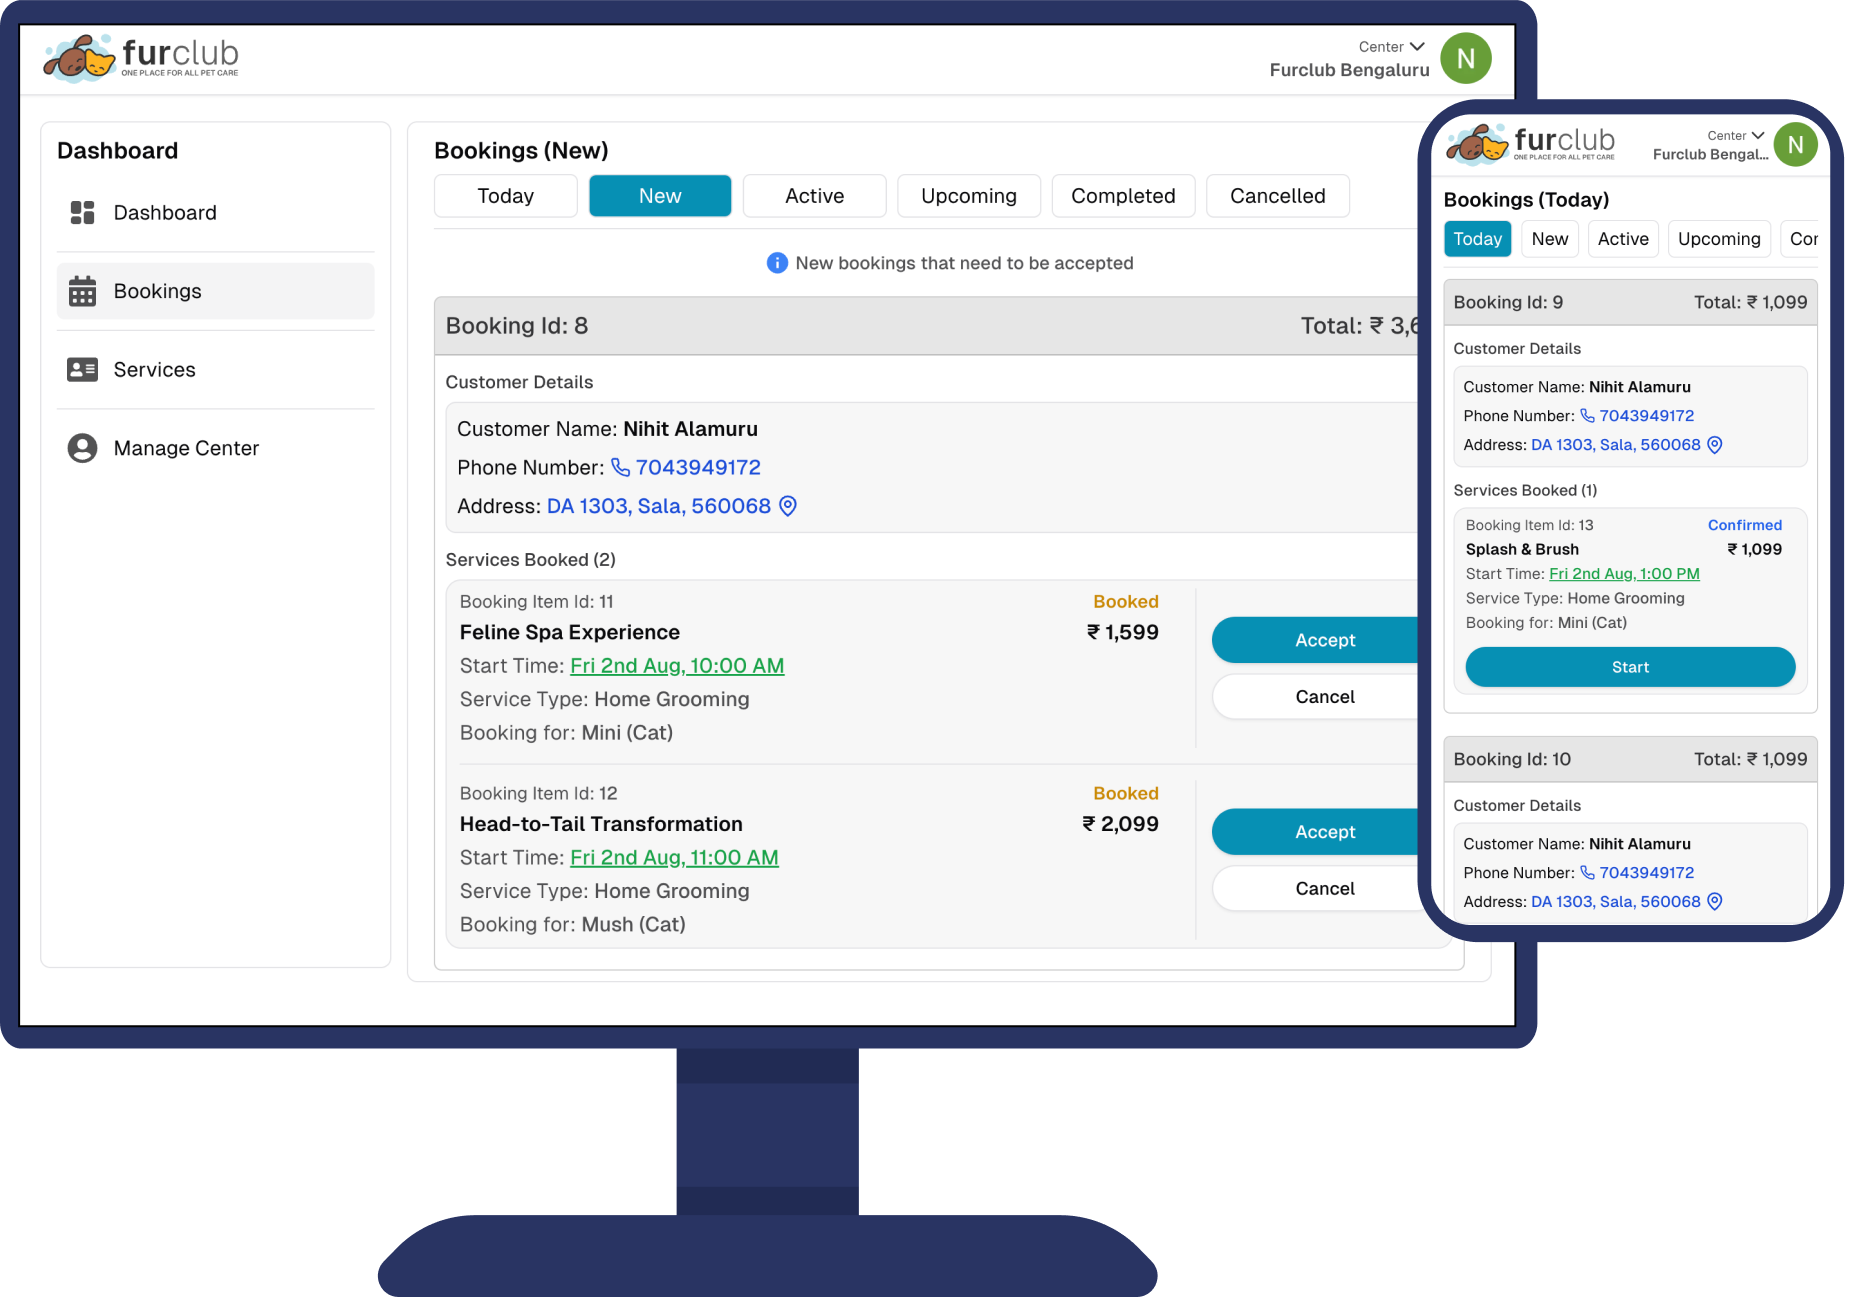 furclub
ONE PLACE FOR ALL PET CARE
Center
Furclub Bengaluru
N
Dashboard
Dashboard
Bookings
Services
Manage Center
Bookings (New)
Today New Active Upcoming Completed Cancelled
New bookings that need to be accepted
Booking Id: 8 Total: ₹ 3,
Customer Details
Customer Name: Nihit Alamuru
Phone Number: 7043949172
Address: DA 1303, Sala, 560068
Services Booked (2)
Booking Item Id: 11 Booked
Feline Spa Experience ₹ 1,599
Start Time: Fri 2nd Aug, 10:00 AM
Service Type: Home Grooming
Booking for: Mini (Cat)
Accept
Cancel
Booking Item Id: 12 Booked
Head-to-Tail Transformation ₹ 2,099
Start Time: Fri 2nd Aug, 11:00 AM
Service Type: Home Grooming
Booking for: Mush (Cat)
Accept
Cancel
furclub
ONE PLACE FOR ALL PET CARE
Center
Furclub Bengal...
N
Bookings (Today)
Today New Active Upcoming Cor
Booking Id: 9 Total: ₹ 1,099
Customer Details
Customer Name: Nihit Alamuru
Phone Number: 7043949172
Address: DA 1303, Sala, 560068
Services Booked (1)
Booking Item Id: 13 Confirmed
Splash & Brush ₹ 1,099
Start Time: Fri 2nd Aug, 1:00 PM
Service Type: Home Grooming
Booking for: Mini (Cat)
Start
Booking Id: 10 Total: ₹ 1,099
Customer Details
Customer Name: Nihit Alamuru
Phone Number: 7043949172
Address: DA 1303, Sala, 560068